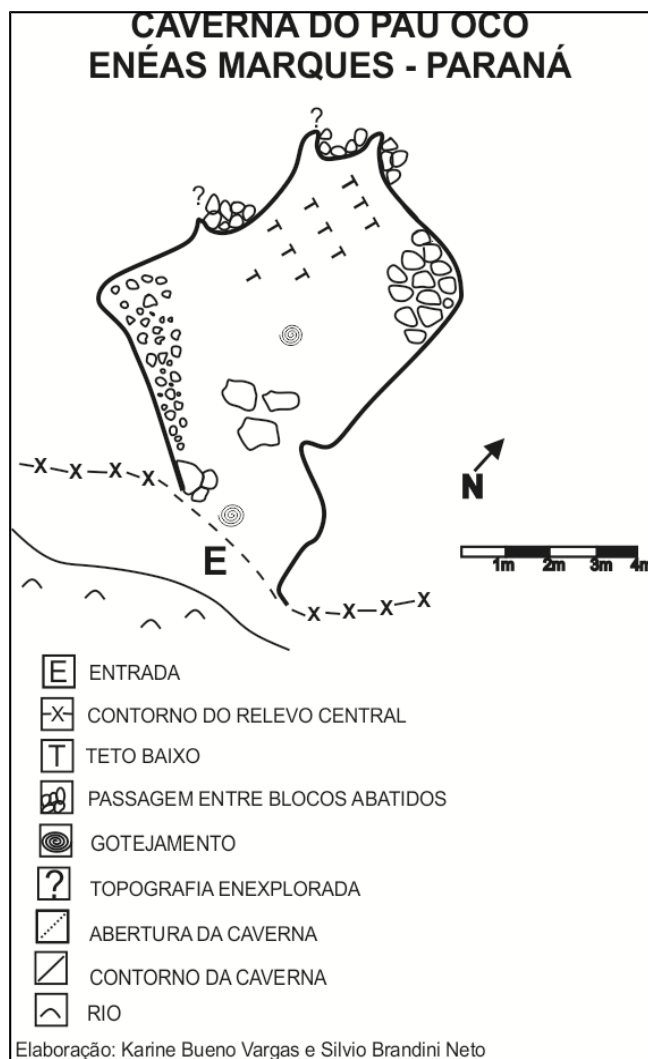 CAVERNA DO PAU OCO
ENÉAS MARQUES - PARANÁ
?
?
T
T
T
T
T
T
T
T
T
T
X X X X
N
E
1m 2m 3m 4m
X X X X
E ENTRADA
X CONTORNO DO RELEVO CENTRAL
T TETO BAIXO
PASSAGEM ENTRE BLOCOS ABATIDOS
GOTEJAMENTO
? TOPOGRAFIA ENEXPLORADA
ABERTURA DA CAVERNA
CONTORNO DA CAVERNA
RIO
Elaboração: Karine Bueno Vargas e Silvio Brandini Neto